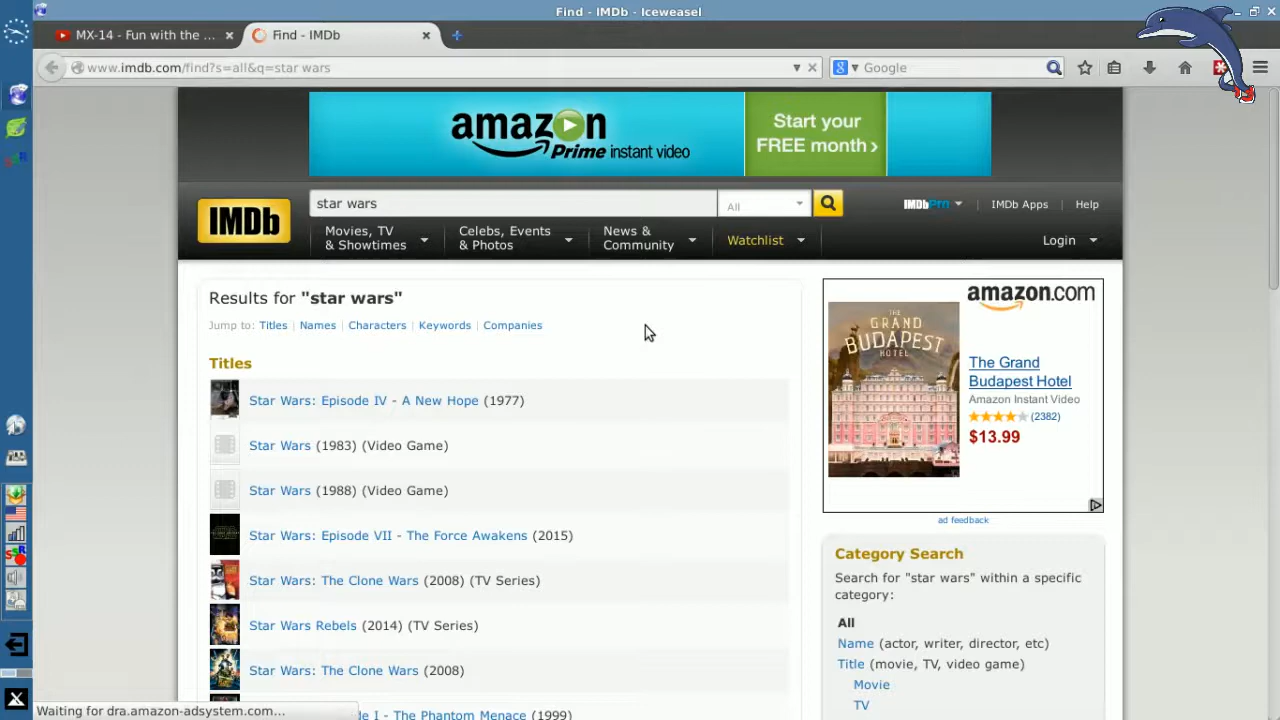 Find - IMDb - Iceweasel
MX-14 - Fun with the ...
Find - IMDb
www.imdb.com/find?s=all&q=star wars
Google
amazon
Prime instant video
Start your
FREE month ›
IMDb
star wars
All
IMDbPro
IMDb Apps
Help
Movies, TV
& Showtimes
Celebs, Events
& Photos
News &
Community
Watchlist
Login
Results for "star wars"
Jump to: Titles | Names | Characters | Keywords | Companies
Titles
Star Wars: Episode IV - A New Hope (1977)
Star Wars (1983) (Video Game)
Star Wars (1988) (Video Game)
Star Wars: Episode VII - The Force Awakens (2015)
Star Wars: The Clone Wars (2008) (TV Series)
Star Wars Rebels (2014) (TV Series)
Star Wars: The Clone Wars (2008)
de I - The Phantom Menace (1999)
amazon.com
THE
GRAND
BUDAPEST
HOTEL
The Grand
Budapest Hotel
Amazon Instant Video
(2382)
$13.99
ad feedback
Category Search
Search for "star wars" within a specific
category:
All
Name (actor, writer, director, etc)
Title (movie, TV, video game)
Movie
TV
Waiting for dra.amazon-adsystem.com...